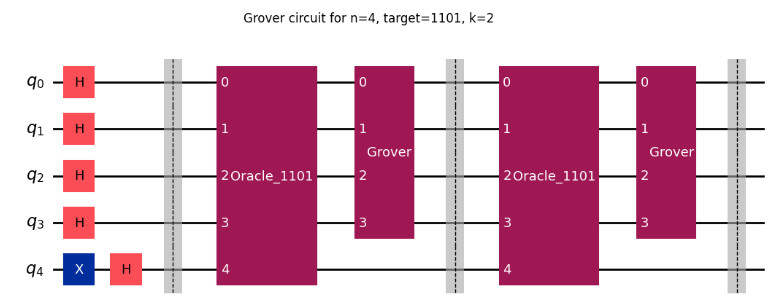 Grover circuit for n=4, target=1101, k=2
q₀ H 0 0 0 0
q₁ H 1 1 1 1
Grover Grover
q₂ H 2 Oracle_1101 2 2 Oracle_1101 2
q₃ H 3 3 3 3
q₄ X H 4 4